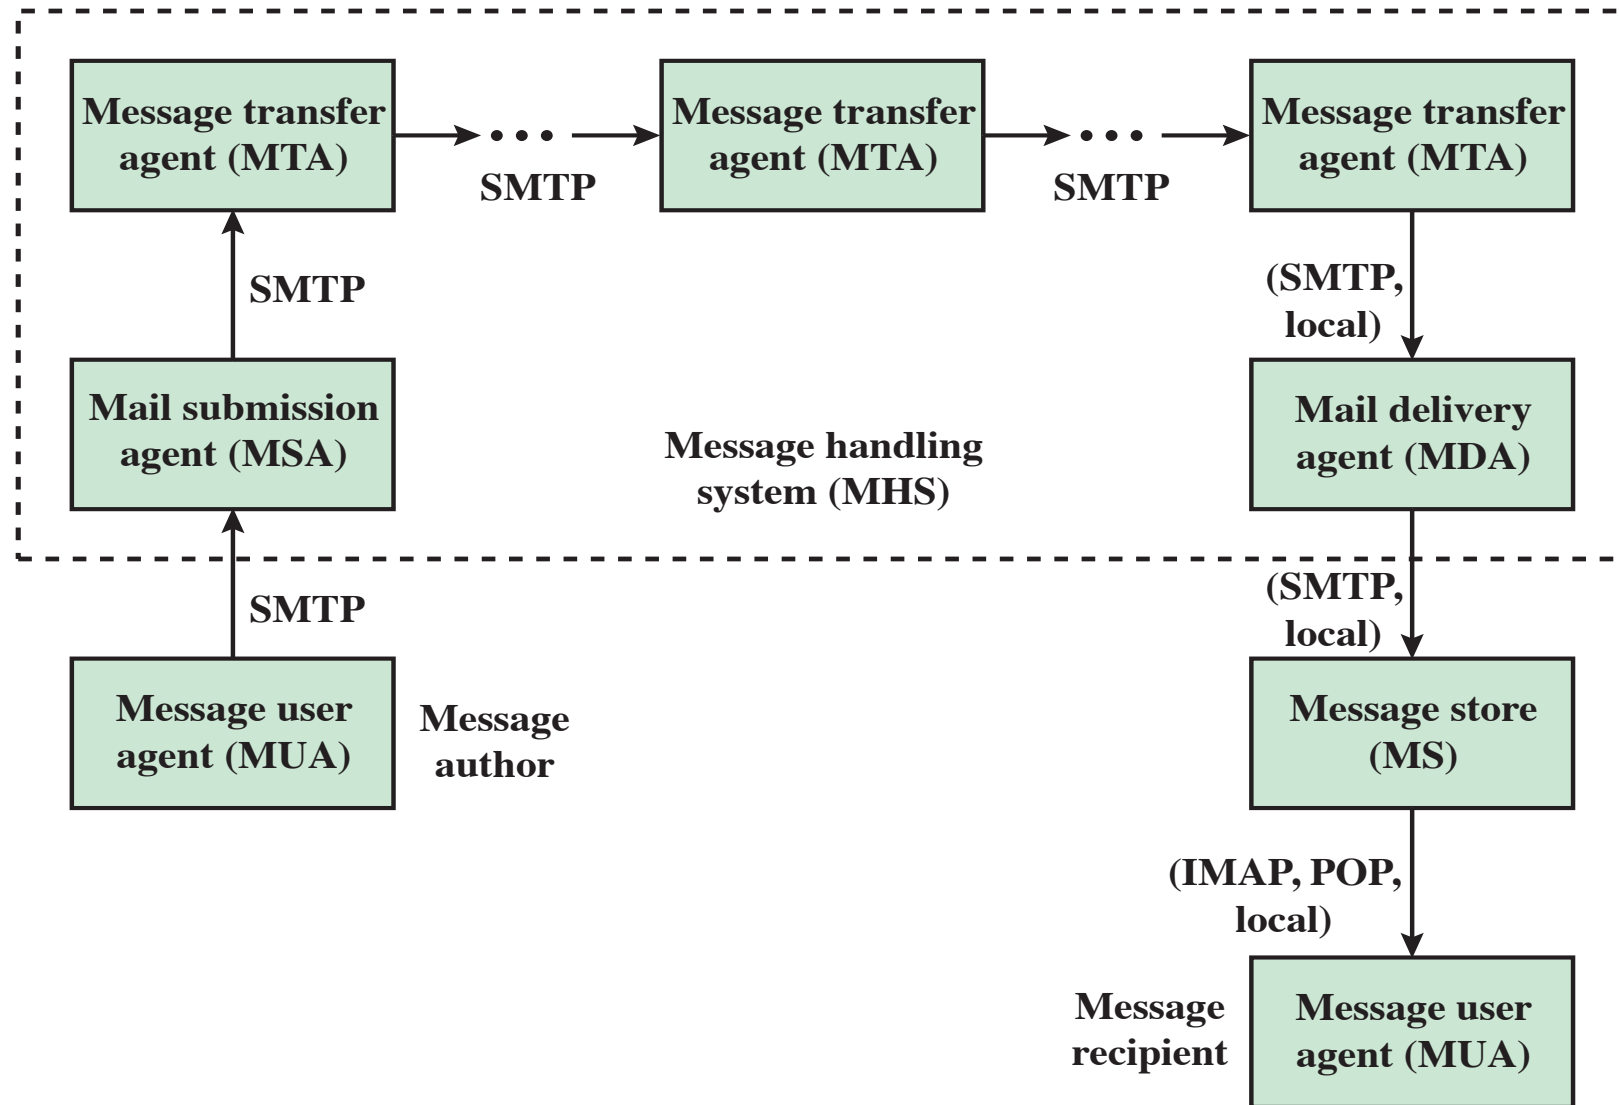 Message transfer
agent (MTA)
SMTP
Message transfer
agent (MTA)
SMTP
Message transfer
agent (MTA)
SMTP
(SMTP,
local)
Mail submission
agent (MSA)
Message handling
system (MHS)
Mail delivery
agent (MDA)
SMTP
(SMTP,
local)
Message user
agent (MUA)
Message
author
Message store
(MS)
(IMAP, POP,
local)
Message
recipient
Message user
agent (MUA)